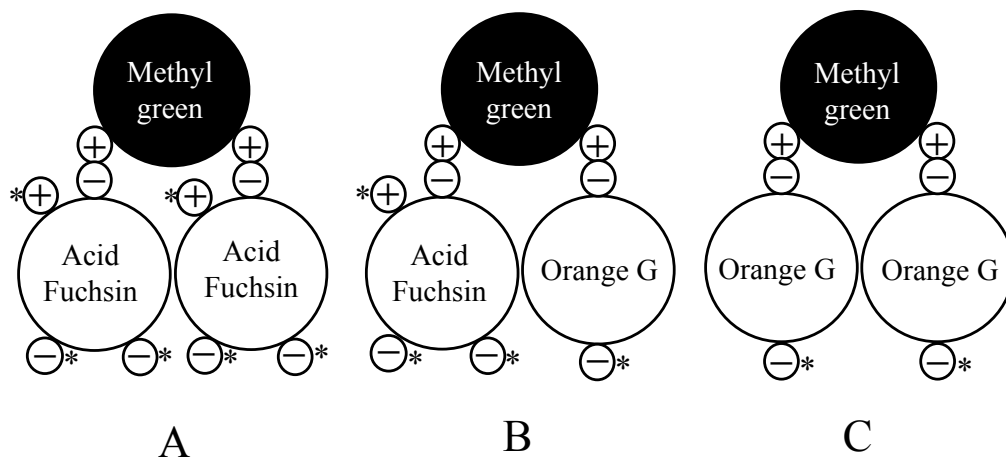 Methyl
green
+
+
−
−
*+
*+
Acid
Fuchsin
Acid
Fuchsin
−*
−*
−*
−*
A
Methyl
green
+
+
−
−
*+
Acid
Fuchsin
Orange G
−*
−*
−*
B
Methyl
green
+
+
−
−
Orange G
Orange G
−*
−*
C